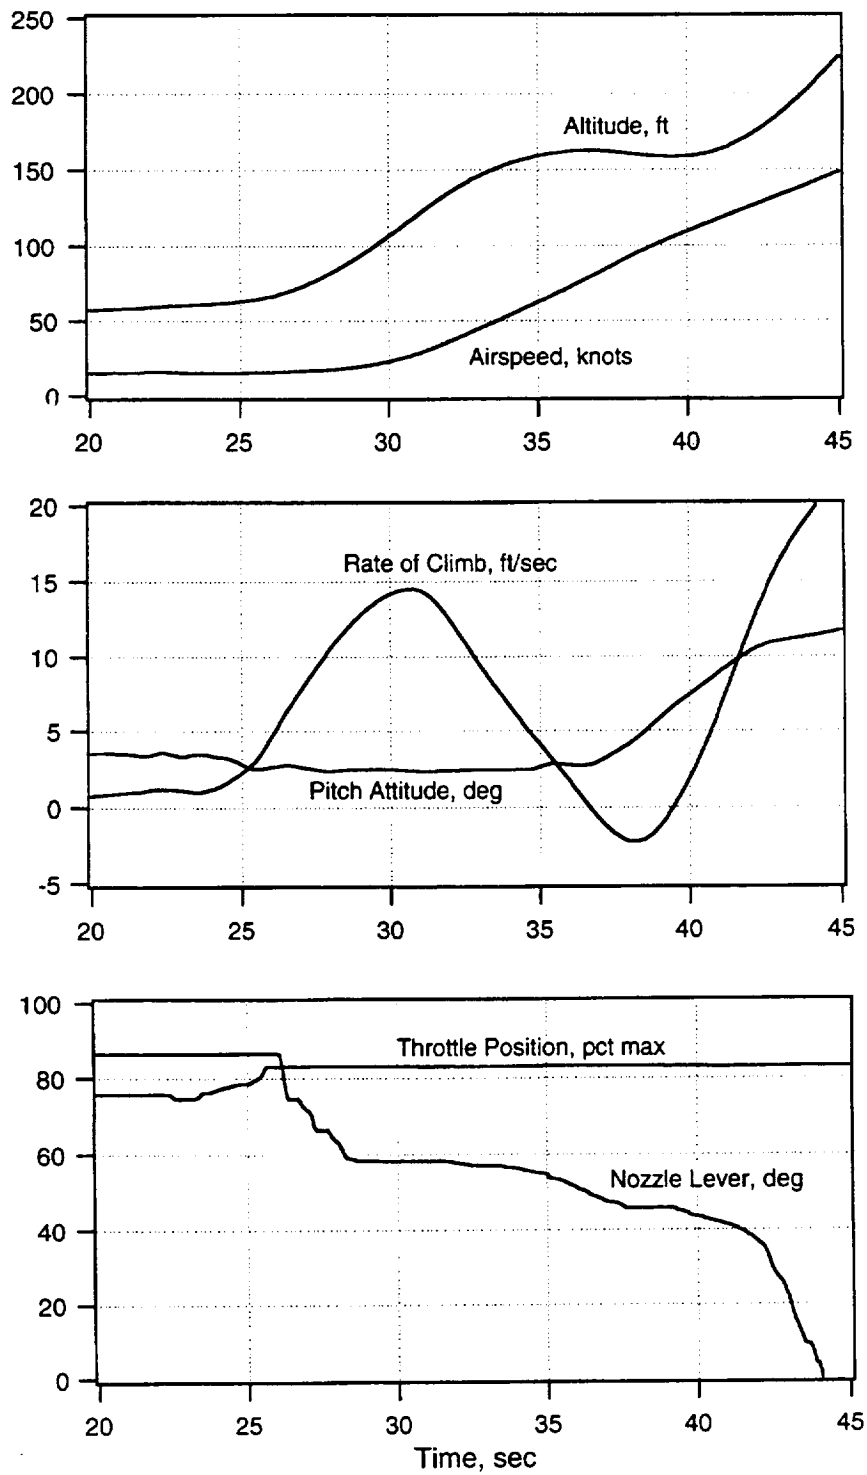 250
200
Altitude, ft
150
100
50
Airspeed, knots
0
20 25 30 35 40 45
20
Rate of Climb, ft/sec
15
10
5
Pitch Attitude, deg
0
-5
20 25 30 35 40 45
100
Throttle Position, pct max
80
60
Nozzle Lever, deg
40
20
0
20 25 30 35 40 45
Time, sec